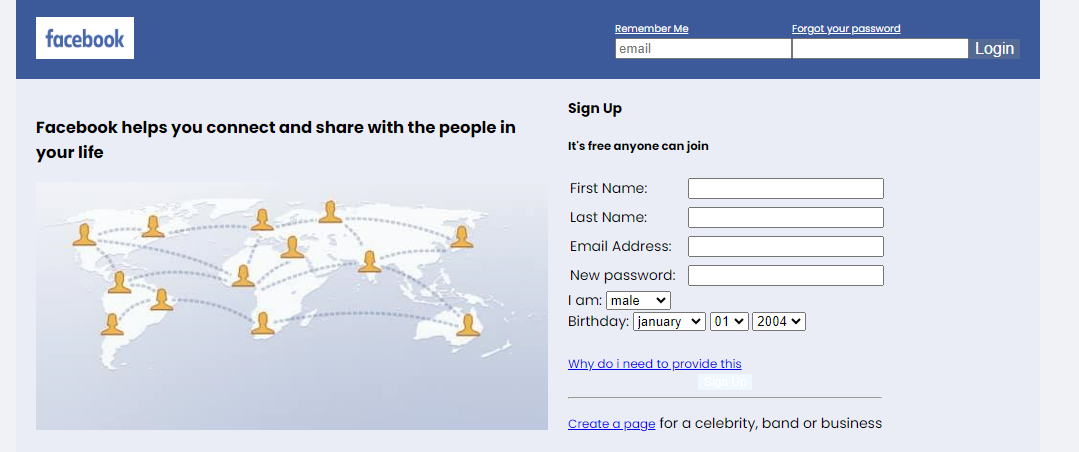 facebook
Remember Me
Forgot your password
email
Login
Facebook helps you connect and share with the people in
your life
Sign Up
It's free anyone can join
First Name:
Last Name:
Email Address:
New password:
I am: male
Birthday: january 01 2004
Why do i need to provide this
Sign Up
Create a page for a celebrity, band or business